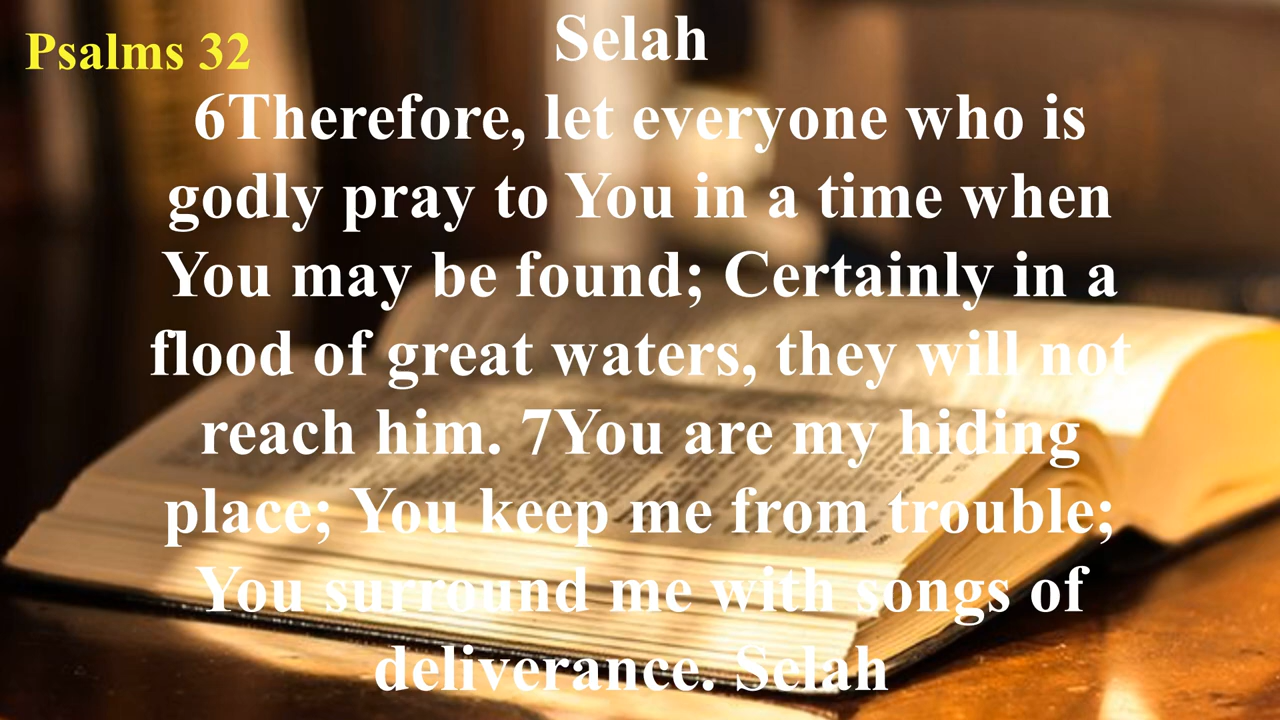 Psalms 32
Selah
6Therefore, let everyone who is
godly pray to You in a time when
You may be found; Certainly in a
flood of great waters, they will not
reach him. 7You are my hiding
place; You keep me from trouble;
You surround me with songs of
deliverance. Selah